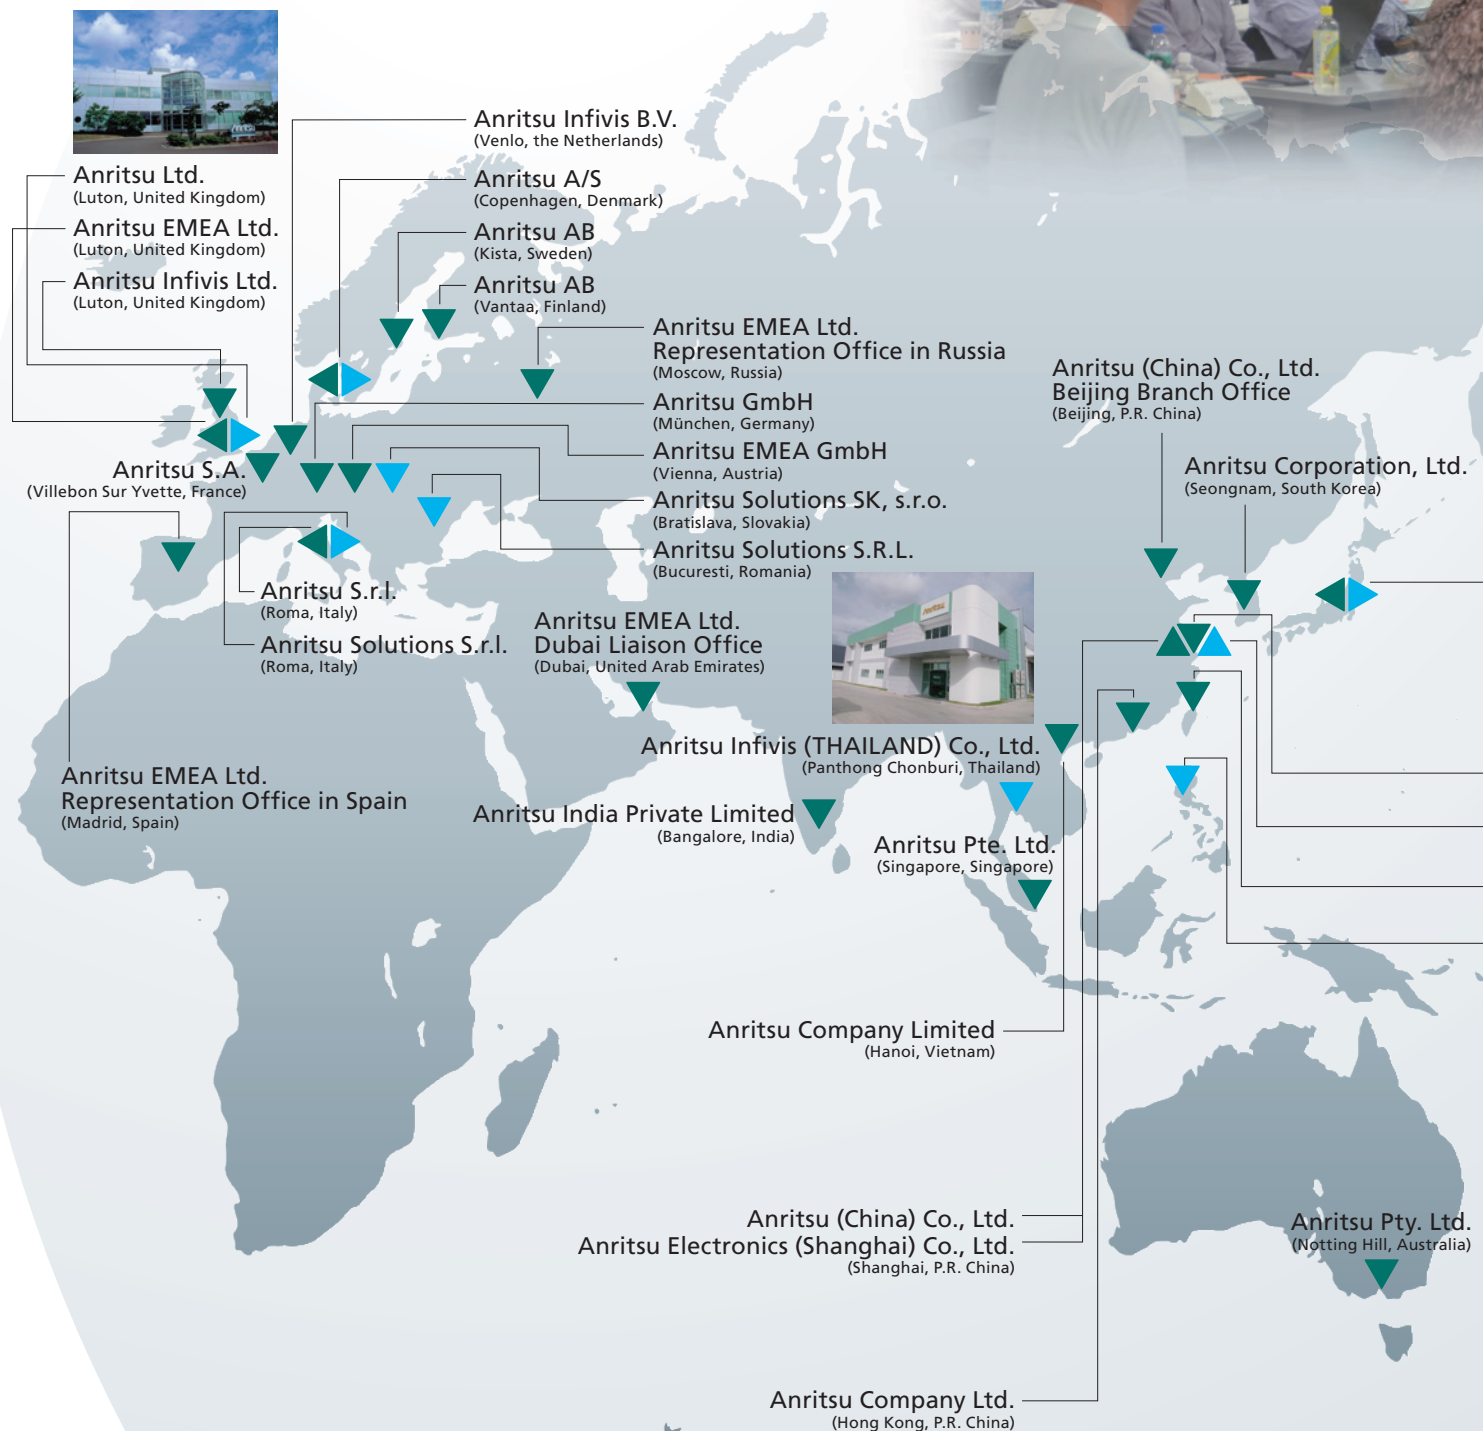 Anritsu Ltd.
(Luton, United Kingdom)
Anritsu EMEA Ltd.
(Luton, United Kingdom)
Anritsu Infivis Ltd.
(Luton, United Kingdom)
Anritsu Infivis B.V.
(Venlo, the Netherlands)
Anritsu A/S
(Copenhagen, Denmark)
Anritsu AB
(Kista, Sweden)
Anritsu AB
(Vantaa, Finland)
Anritsu EMEA Ltd.
Representation Office in Russia
(Moscow, Russia)
Anritsu GmbH
(München, Germany)
Anritsu EMEA GmbH
(Vienna, Austria)
Anritsu Solutions SK, s.r.o.
(Bratislava, Slovakia)
Anritsu Solutions S.R.L.
(Bucuresti, Romania)
Anritsu S.A.
(Villebon Sur Yvette, France)
Anritsu S.r.l.
(Roma, Italy)
Anritsu Solutions S.r.l.
(Roma, Italy)
Anritsu EMEA Ltd.
Representation Office in Spain
(Madrid, Spain)
Anritsu EMEA Ltd.
Dubai Liaison Office
(Dubai, United Arab Emirates)
Anritsu (China) Co., Ltd.
Beijing Branch Office
(Beijing, P.R. China)
Anritsu Corporation, Ltd.
(Seongnam, South Korea)
Anritsu
Anritsu Infivis (THAILAND) Co., Ltd.
(Panthong Chonburi, Thailand)
Anritsu India Private Limited
(Bangalore, India)
Anritsu Pte. Ltd.
(Singapore, Singapore)
Anritsu Company Limited
(Hanoi, Vietnam)
Anritsu (China) Co., Ltd.
Anritsu Electronics (Shanghai) Co., Ltd.
(Shanghai, P.R. China)
Anritsu Pty. Ltd.
(Notting Hill, Australia)
Anritsu Company Ltd.
(Hong Kong, P.R. China)